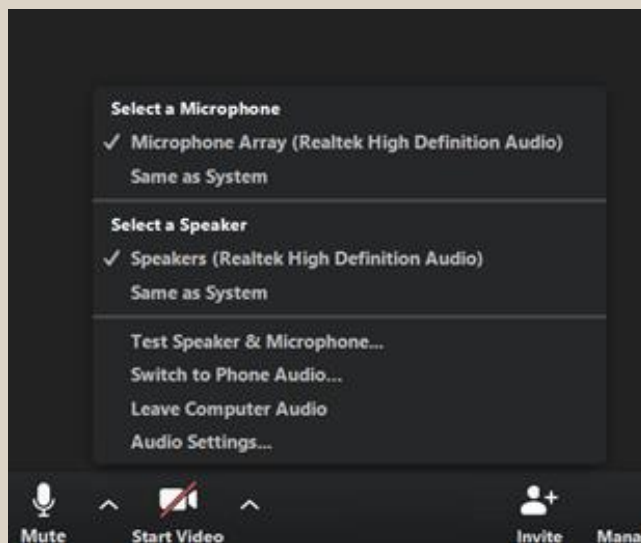 Select a Microphone
✓ Microphone Array (Realtek High Definition Audio)
Same as System
Select a Speaker
✓ Speakers (Realtek High Definition Audio)
Same as System
Test Speaker & Microphone...
Switch to Phone Audio...
Leave Computer Audio
Audio Settings...
Mute Start Video Invite Mana